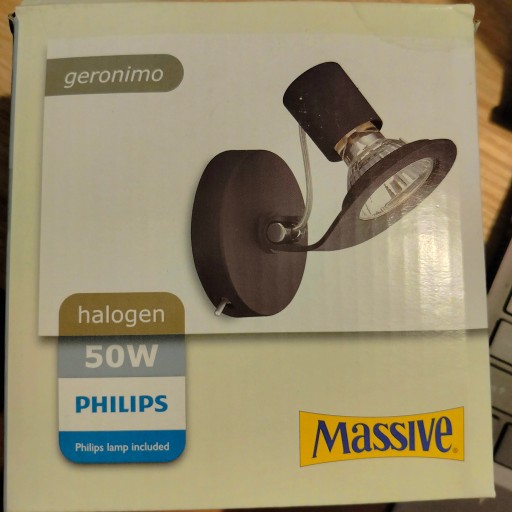 geronimo
halogen
50W
PHILIPS
Philips lamp included
Massive